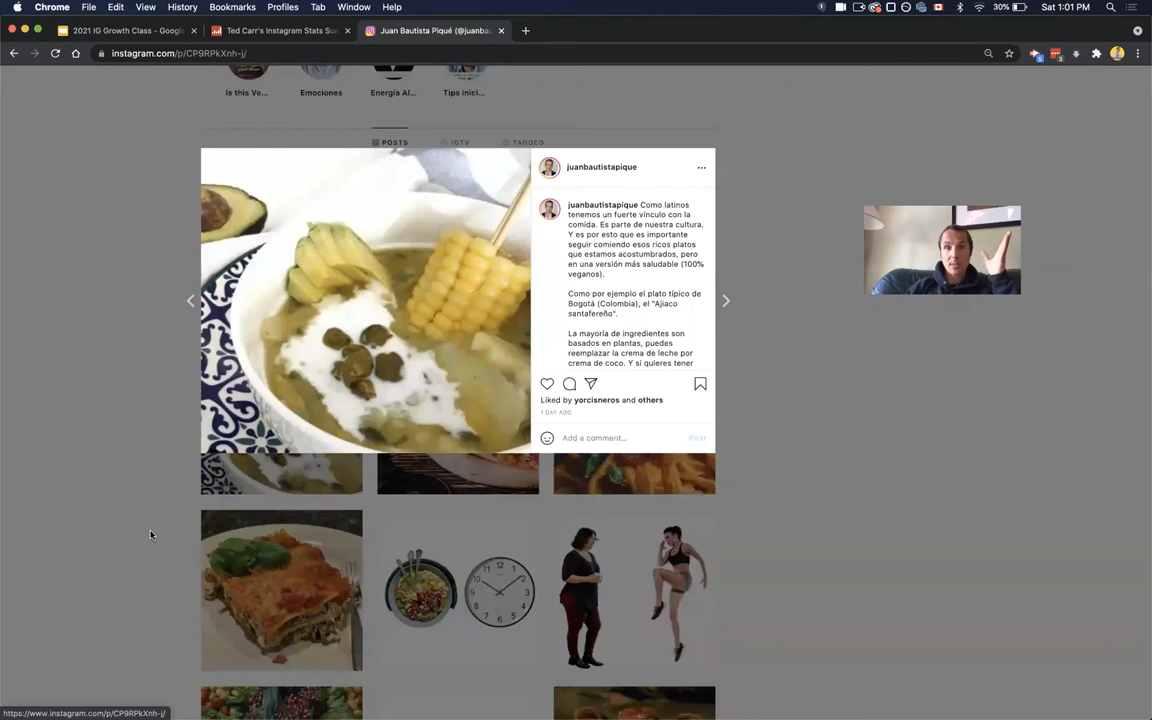 Chrome File Edit View History Bookmarks Profiles Tab Window Help 30% Sat 1:01 PM
2021 IG Growth Class - Google Ted Carr's Instagram Stats Su Juan Bautista Piqué (@juanba
instagram.com/p/CP9RPkXnh-j/
Is this Ve... Emociones Energía Al... Tips inici...
POSTS IGTV TAGGED
juanbautistapique
juanbautistapique Como latinos
tenemos un fuerte vínculo con la
comida. Es parte de nuestra cultura.
Y es por esto que es importante
seguir comiendo esos ricos platos
que estamos acostumbrados, pero
en una versión más saludable (100%
veganos).
Como por ejemplo el plato típico de
Bogotá (Colombia), el "Ajiaco
santafereño".
La mayoría de ingredientes son
basados en plantas, puedes
reemplazar la crema de leche por
crema de coco. Y si quieres tener
Liked by yorcisneros and others
1 DAY AGO
Add a comment... Post
https://www.instagram.com/p/CP9RPkXnh-j/